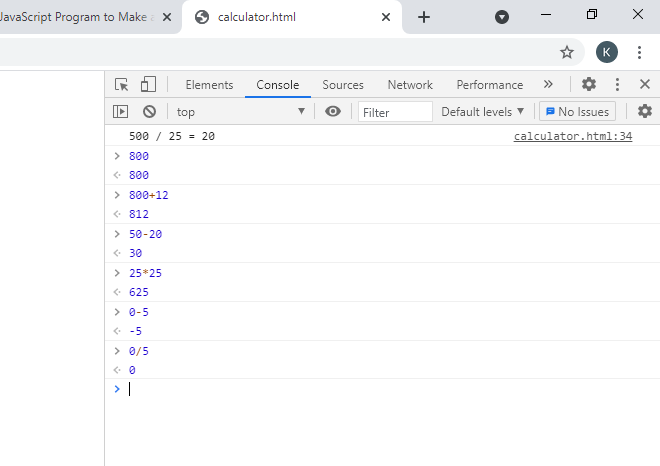 JavaScript Program to Make
calculator.html
K
Elements Console Sources Network Performance
top Filter Default levels No Issues
500 / 25 = 20 calculator.html:34
800
800
800+12
812
50-20
30
25*25
625
0-5
-5
0/5
0